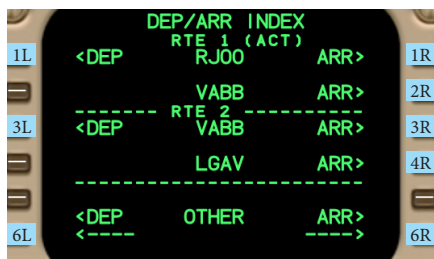 DEP/ARR INDEX
RTE 1 (ACT)
1L <DEP RJOO ARR> 1R
VABB ARR> 2R
------- RTE 2 -----------
3L <DEP VABB ARR> 3R
LGAV ARR> 4R
------------------------
<DEP OTHER ARR>
6L <---- ----> 6R